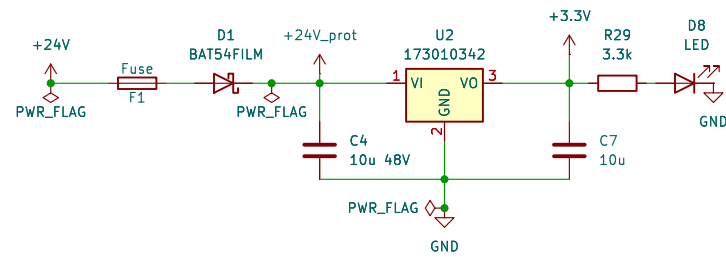 +24V
PWR_FLAG
Fuse
F1
D1
BAT54FILM
PWR_FLAG
+24V_prot
C4
10u 48V
U2
173010342
1
VI
GND
VO
3
2
PWR_FLAG
GND
+3.3V
C7
10u
R29
3.3k
D8
LED
GND